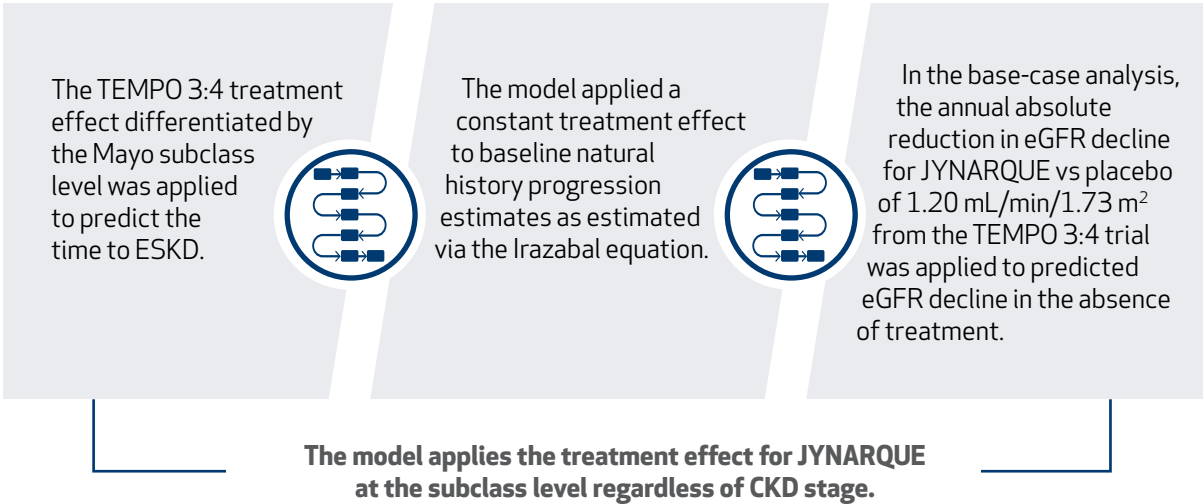 The TEMPO 3:4 treatment
effect differentiated by
the Mayo subclass
level was applied
to predict the
time to ESKD.
The model applied a
constant treatment effect
to baseline natural
history progression
estimates as estimated
via the Irazabal equation.
In the base-case analysis,
the annual absolute
reduction in eGFR decline
for JYNARQUE vs placebo
of 1.20 mL/min/1.73 m²
from the TEMPO 3:4 trial
was applied to predicted
eGFR decline in the absence
of treatment.
The model applies the treatment effect for JYNARQUE
at the subclass level regardless of CKD stage.